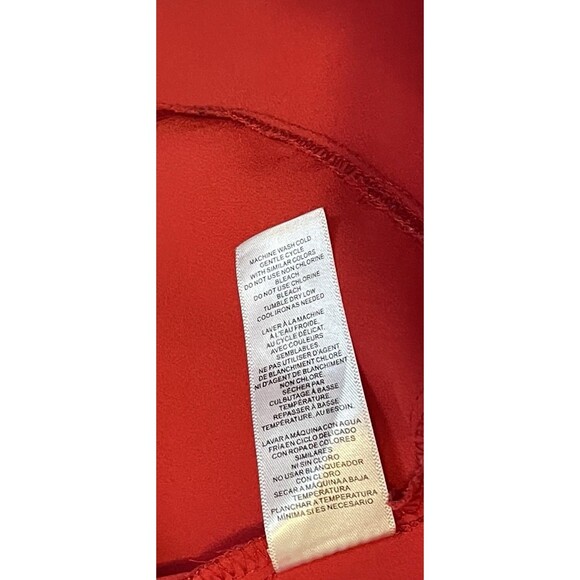 MACHINE WASH COLD
GENTLE CYCLE
WITH SIMILAR COLORS
DO NOT USE NON CHLORINE
BLEACH
DO NOT USE CHLORINE
BLEACH
TUMBLE DRY LOW
COOL IRON AS NEEDED
LAVER À LA MACHINE
À L'EAU FROIDE.
AU CYCLE DÉLICAT.
AVEC COULEURS
SEMBLABLES.
NE PAS UTILISER D'AGENT
DE BLANCHIMENT CHLORÉ
NI D'AGENT DE BLANCHIMENT
NON CHLORÉ
SÉCHER PAR
CULBUTAGE À BASSE
TEMPÉRATURE.
REPASSER À BASSE
TEMPÉRATURE, AU BESOIN.
LAVAR A MÁQUINA CON AGUA
FRÍA EN CICLO DELICADO
CON ROPA DE COLORES
SIMILARES
NI SIN CLORO
NO USAR BLANQUEADOR
CON CLORO
SECAR A MÁQUINA A BAJA
TEMPERATURA
PLANCHAR A TEMPERATURA
MÍNIMA SI ES NECESARIO